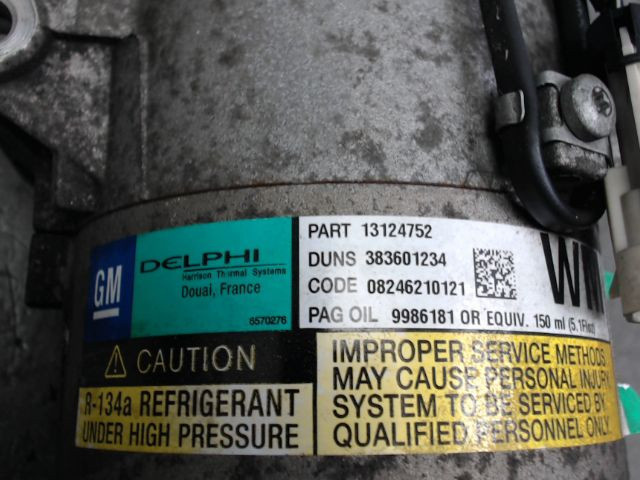 GM
DELPHI
Harrison Thermal Systems
Douai, France
6570276
PART 13124752
DUNS 383601234
CODE 08246210121
PAG OIL 9986181 OR EQUIV. 150 ml (5.1Floz)
CAUTION
R-134a REFRIGERANT
UNDER HIGH PRESSURE
IMPROPER SERVICE METHODS
MAY CAUSE PERSONAL INJURY
SYSTEM TO BE SERVICED BY
QUALIFIED PERSONNEL ONLY.